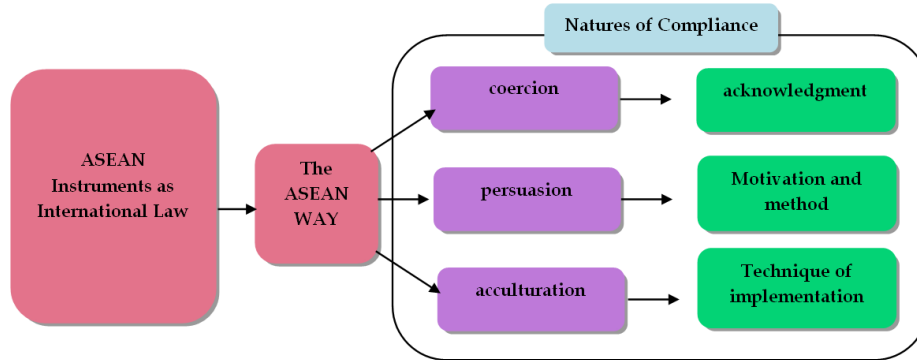 Natures of Compliance
ASEAN
Instruments as
International Law
The
ASEAN
WAY
coercion
acknowledgment
persuasion
Motivation and
method
acculturation
Technique of
implementation